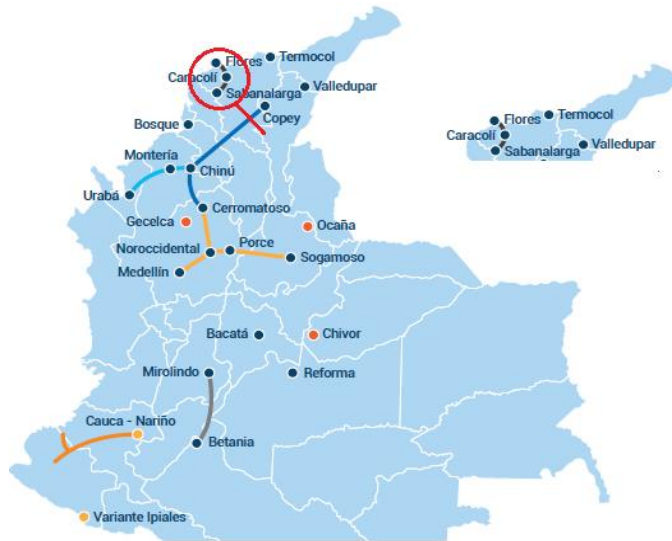 Flores
Termocol
Caracolí
Sabanalarga
Valledupar
Copey
Bosque
Montería
Chinú
Urabá
Cerromatoso
Gecelca
Ocaña
Noroccidental
Porce
Sogamoso
Medellín
Bacatá
Chivor
Mirolindo
Reforma
Cauca - Nariño
Betania
Variante Ipiales
Flores
Termocol
Caracolí
Sabanalarga
Valledupar